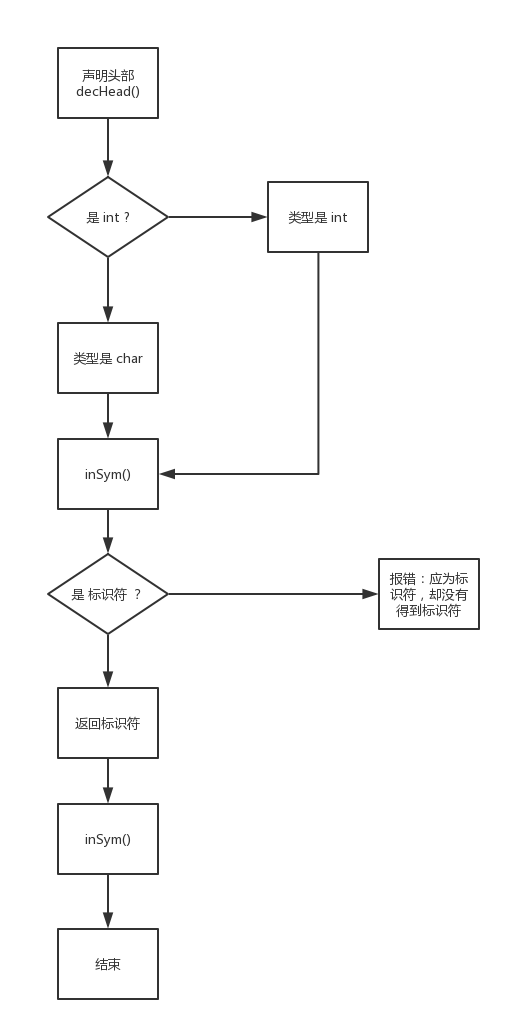 声明头部
decHead()
是 int ?
类型是 int
类型是 char
inSym()
是 标识符 ？
报错：应为标
识符，却没有
得到标识符
返回标识符
inSym()
结束